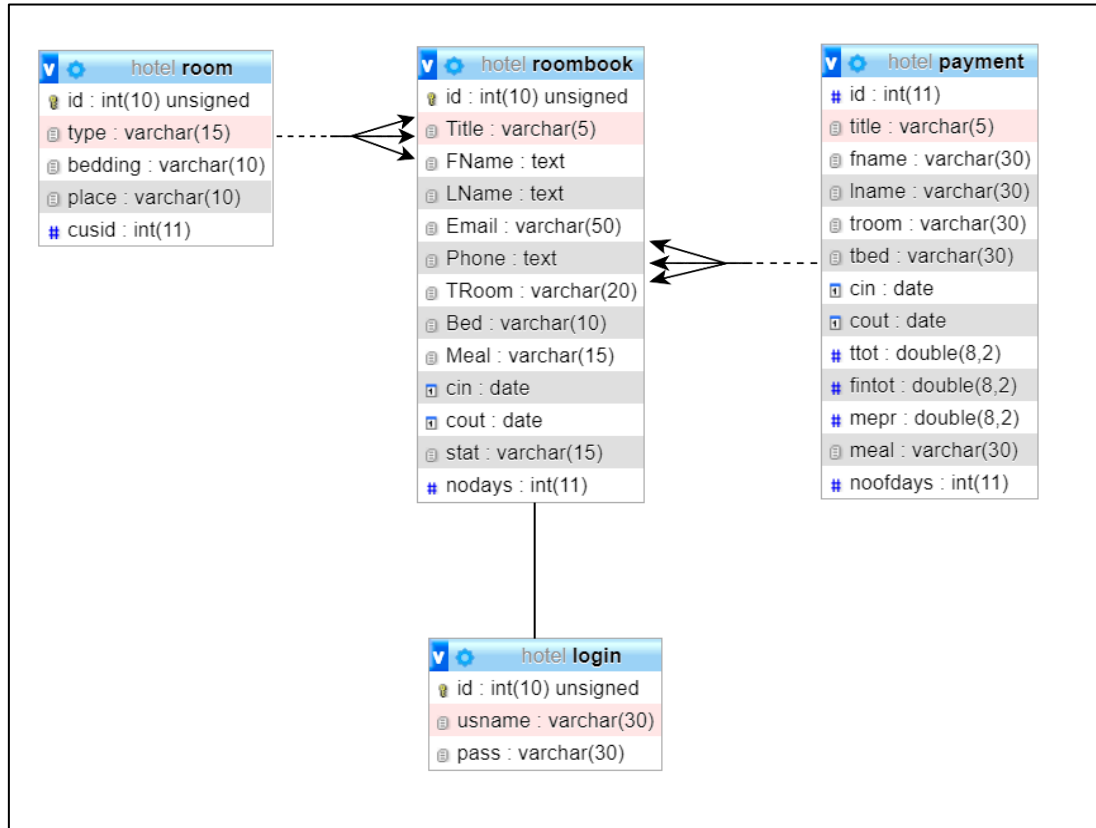 v hotel room
id : int(10) unsigned
type : varchar(15)
bedding : varchar(10)
place : varchar(10)
# cusid : int(11)
v hotel roombook
id : int(10) unsigned
Title : varchar(5)
FName : text
LName : text
Email : varchar(50)
Phone : text
TRoom : varchar(20)
Bed : varchar(10)
Meal : varchar(15)
cin : date
cout : date
stat : varchar(15)
# nodays : int(11)
v hotel payment
# id : int(11)
title : varchar(5)
fname : varchar(30)
lname : varchar(30)
troom : varchar(30)
tbed : varchar(30)
cin : date
cout : date
# ttot : double(8,2)
# fintot : double(8,2)
# mepr : double(8,2)
meal : varchar(30)
# noofdays : int(11)
v hotel login
id : int(10) unsigned
usname : varchar(30)
pass : varchar(30)